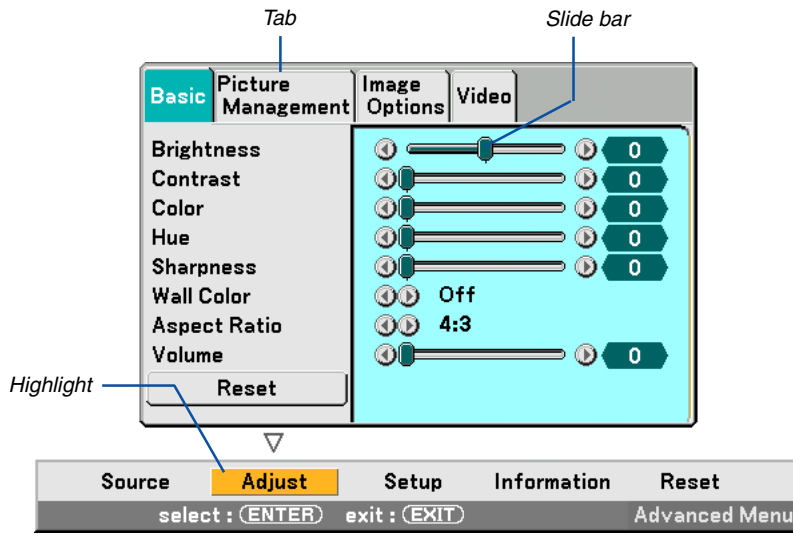 Tab
Slide bar
Basic
Picture
Management
Image
Options
Video
Brightness 0
Contrast 0
Color 0
Hue 0
Sharpness 0
Wall Color Off
Aspect Ratio 4:3
Volume 0
Reset
Highlight
Source Adjust Setup Information Reset
select : ENTER exit : EXIT Advanced Menu